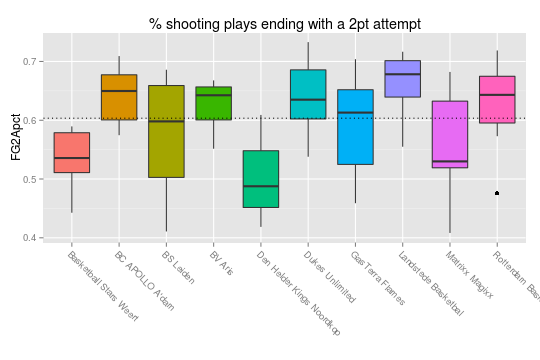 % shooting plays ending with a 2pt attempt
FG2Apct
0.7
0.6
0.5
0.4
Basketball Stars Weert
BC APOLLO A'dam
BS Leiden
BV Aris
Den Helder Kings Noordkop
Dukes Unlimited
GasTerra Flames
Landstede Basketbal
Matrixx Magixx
Rotterdam Bas